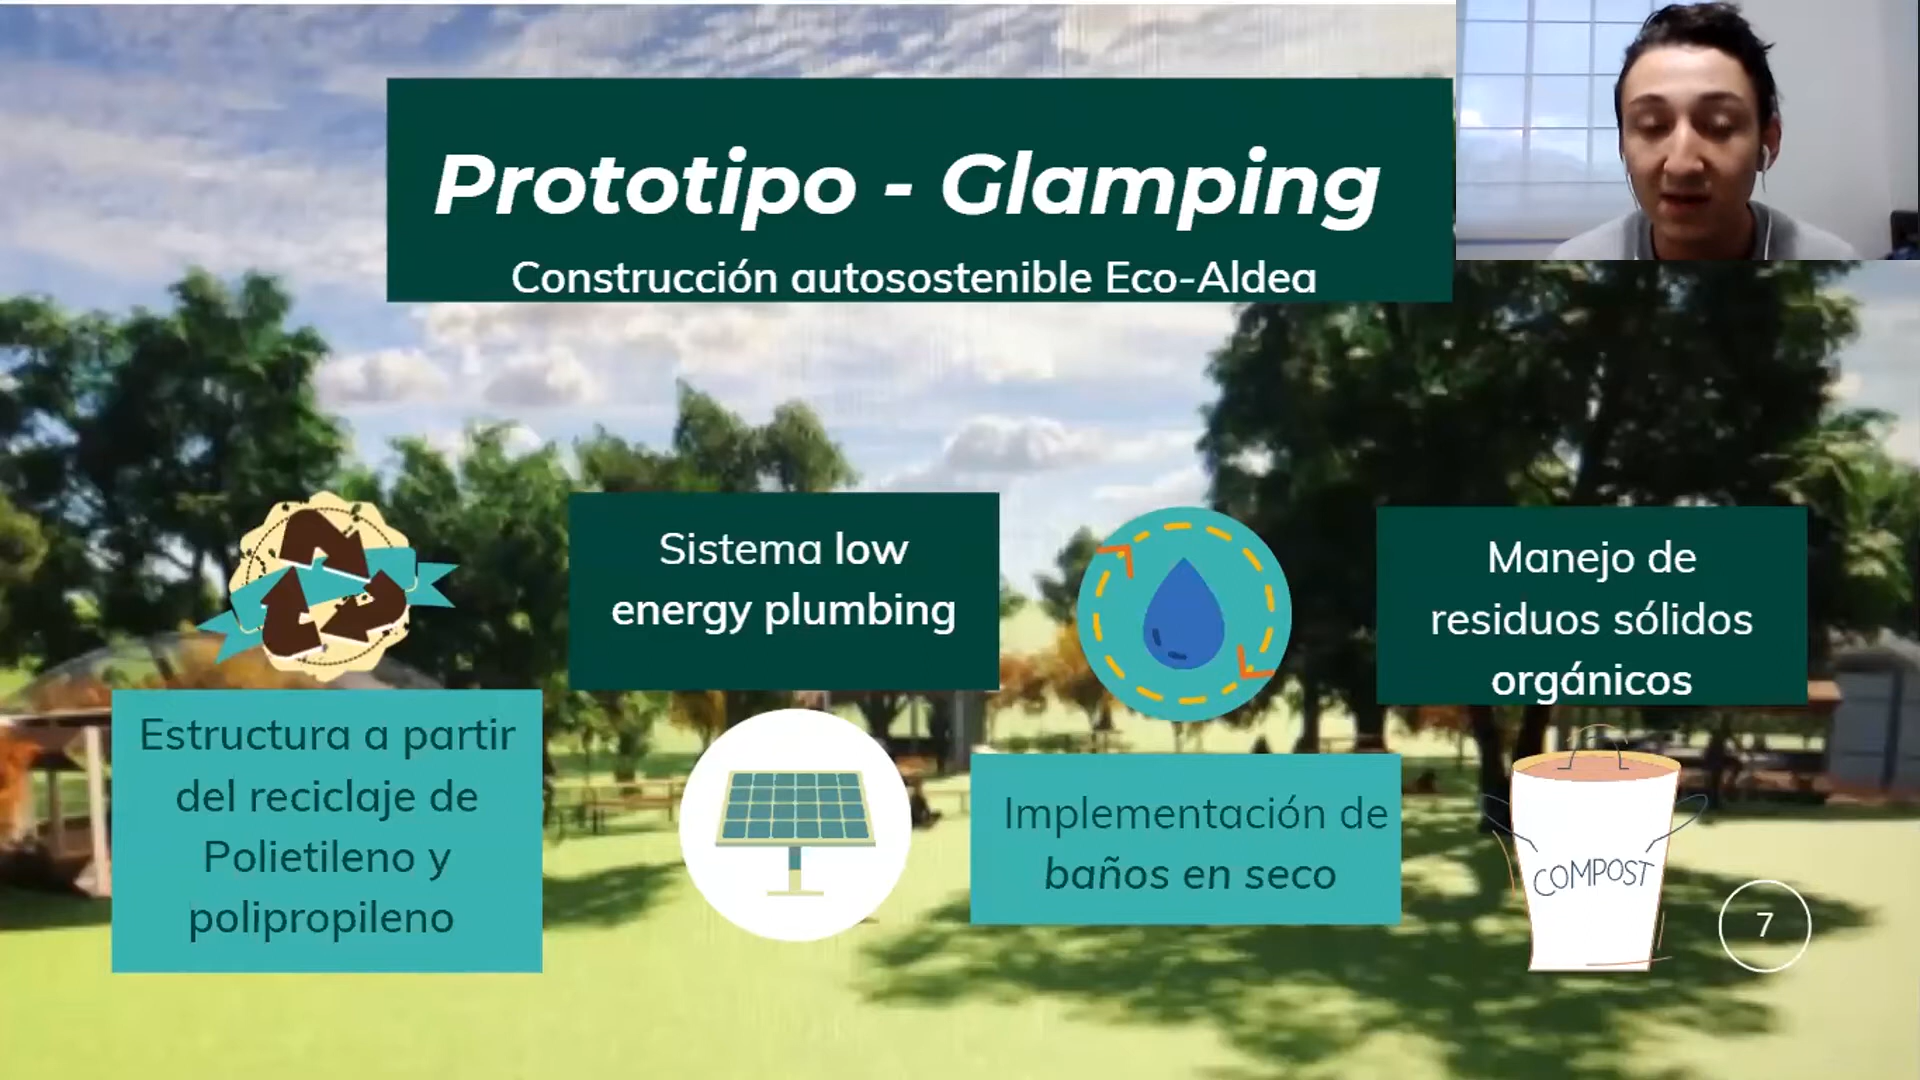 Prototipo - Glamping
Construcción autosostenible Eco-Aldea
Estructura a partir
del reciclaje de
Polietileno y
polipropileno
Sistema low
energy plumbing
Implementación de
baños en seco
Manejo de
residuos sólidos
orgánicos
COMPOST
7